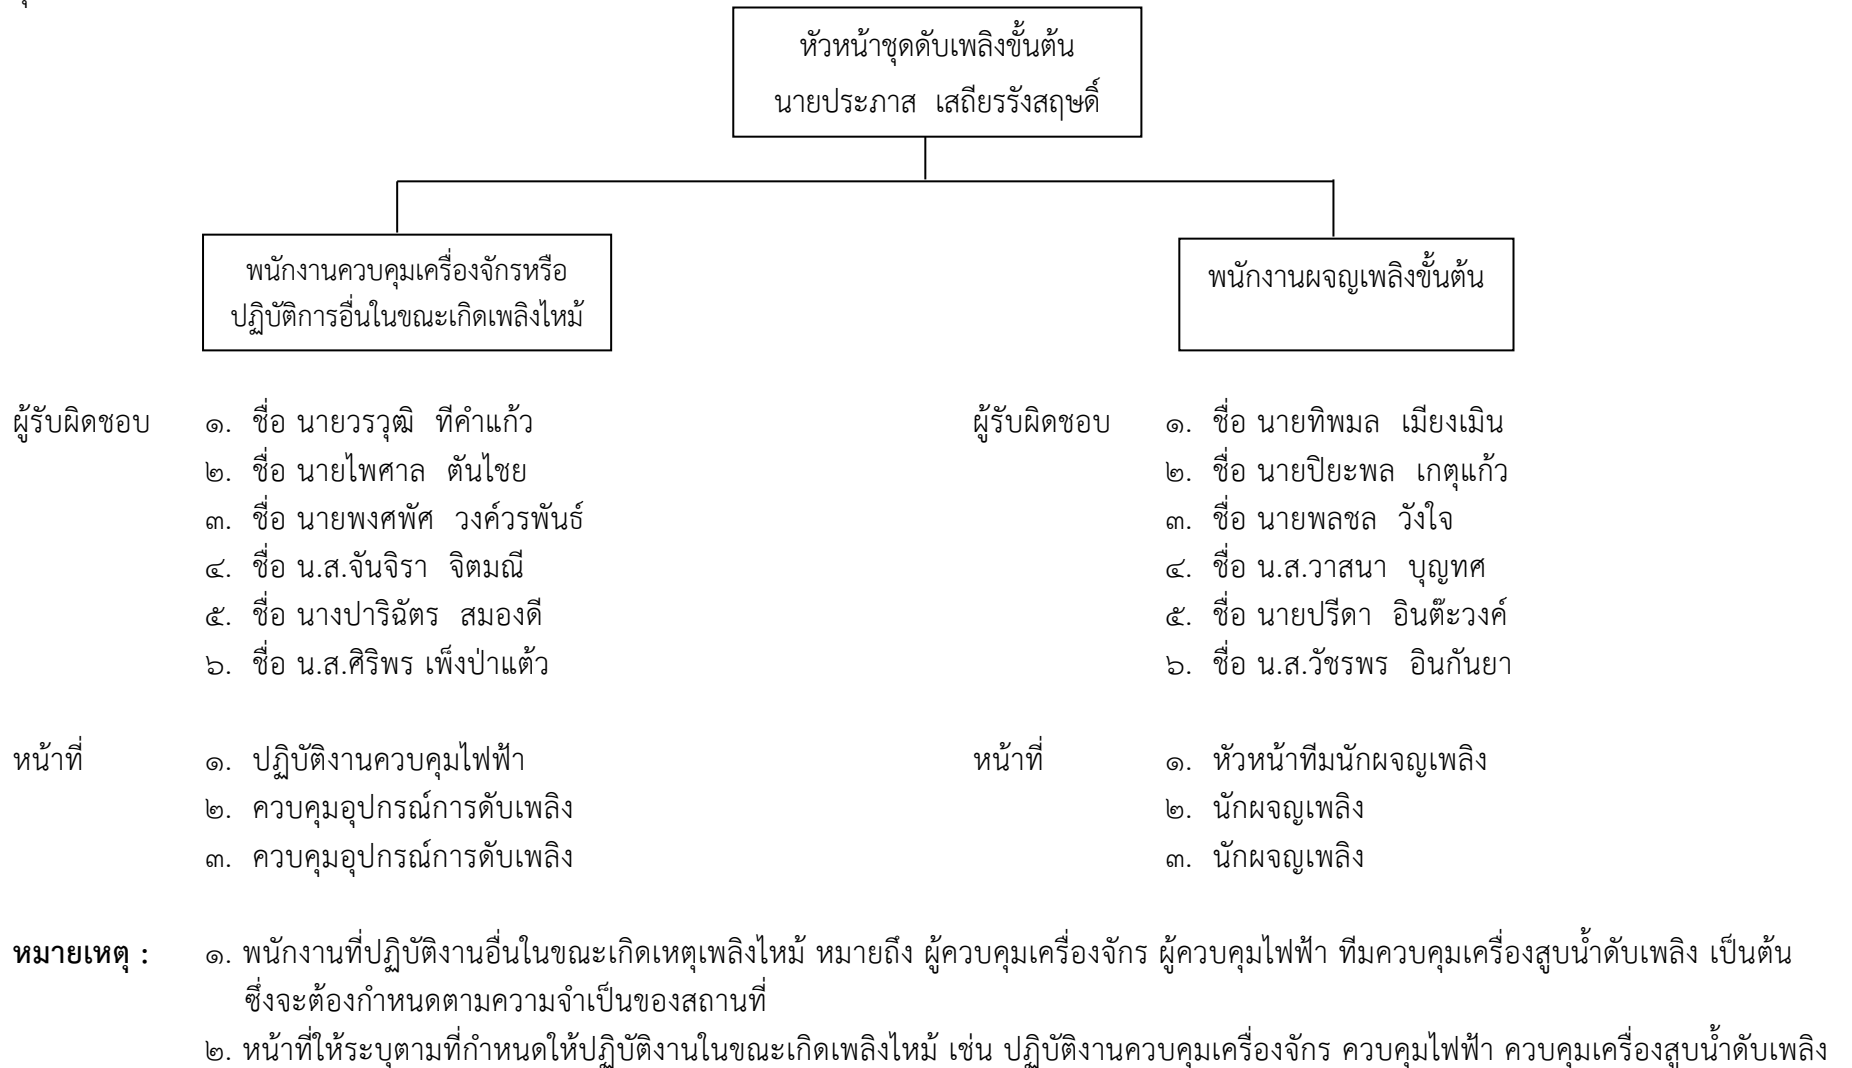 หัวหน้าชุดดับเพลิงขั้นต้น
นายประภาส เสถียรรังสฤษดิ์
พนักงานควบคุมเครื่องจักรหรือ
ปฏิบัติการอื่นในขณะเกิดเพลิงไหม้
พนักงานผจญเพลิงขั้นต้น
ผู้รับผิดชอบ ๑. ชื่อ นายวรวุฒิ ทีคำแก้ว
๒. ชื่อ นายไพศาล ตันไชย
๓. ชื่อ นายพงศพัศ วงค์วรพันธ์
๔. ชื่อ น.ส.จันจิรา จิตมณี
๕. ชื่อ นางปาริฉัตร สมองดี
๖. ชื่อ น.ส.ศิริพร เพ็งป่าแต้ว
ผู้รับผิดชอบ ๑. ชื่อ นายทิพมล เมียงเมิน
๒. ชื่อ นายปิยะพล เกตุแก้ว
๓. ชื่อ นายพลชล วังใจ
๔. ชื่อ น.ส.วาสนา บุญทศ
๕. ชื่อ นายปรีดา อินต๊ะวงค์
๖. ชื่อ น.ส.วัชรพร อินกันยา
หน้าที่ ๑. ปฏิบัติงานควบคุมไฟฟ้า
๒. ควบคุมอุปกรณ์การดับเพลิง
๓. ควบคุมอุปกรณ์การดับเพลิง
หน้าที่ ๑. หัวหน้าทีมนักผจญเพลิง
๒. นักผจญเพลิง
๓. นักผจญเพลิง
หมายเหตุ : ๑. พนักงานที่ปฏิบัติงานอื่นในขณะเกิดเหตุเพลิงไหม้ หมายถึง ผู้ควบคุมเครื่องจักร ผู้ควบคุมไฟฟ้า ทีมควบคุมเครื่องสูบน้ำดับเพลิง เป็นต้น
ซึ่งจะต้องกำหนดตามความจำเป็นของสถานที่
๒. หน้าที่ให้ระบุตามที่กำหนดให้ปฏิบัติงานในขณะเกิดเพลิงไหม้ เช่น ปฏิบัติงานควบคุมเครื่องจักร ควบคุมไฟฟ้า ควบคุมเครื่องสูบน้ำดับเพลิง